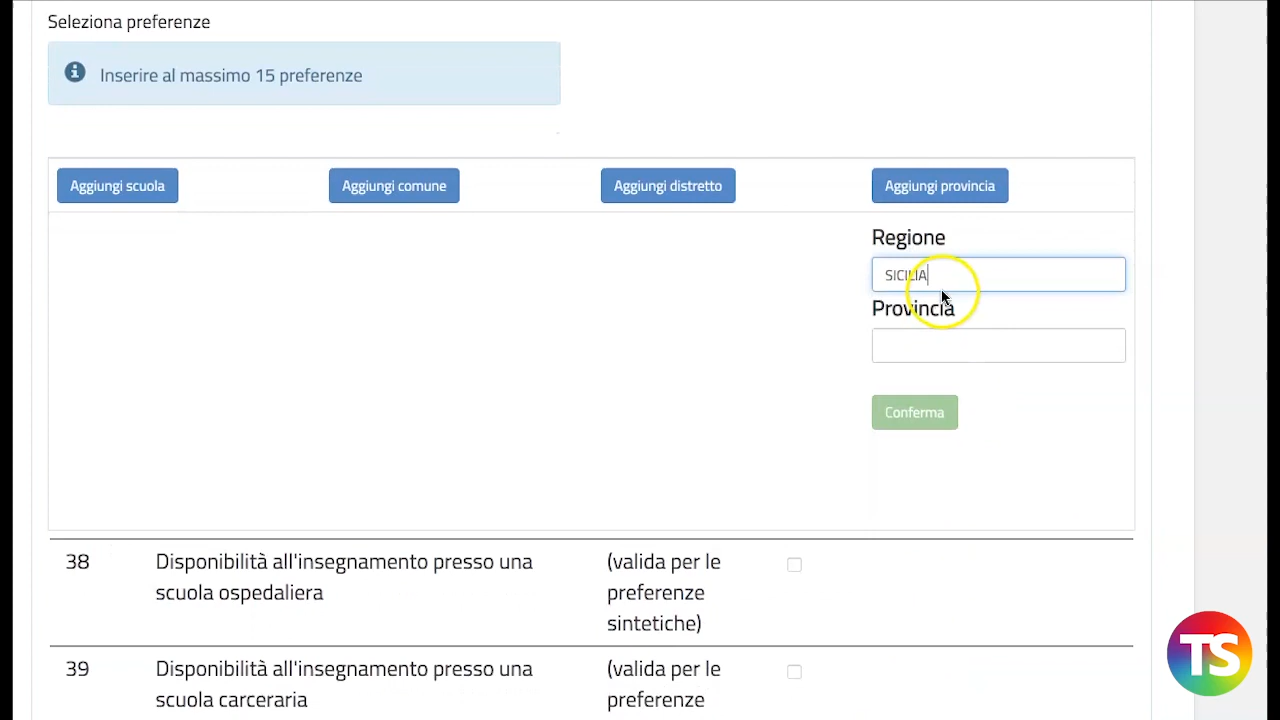 Seleziona preferenze
Inserire al massimo 15 preferenze
Aggiungi scuola
Aggiungi comune
Aggiungi distretto
Aggiungi provincia
Regione
SICILIA
Provincia
Conferma
38 Disponibilità all'insegnamento presso una (valida per le
scuola ospedaliera preferenze
sintetiche)
39 Disponibilità all'insegnamento presso una (valida per le
scuola carceraria preferenze
TS